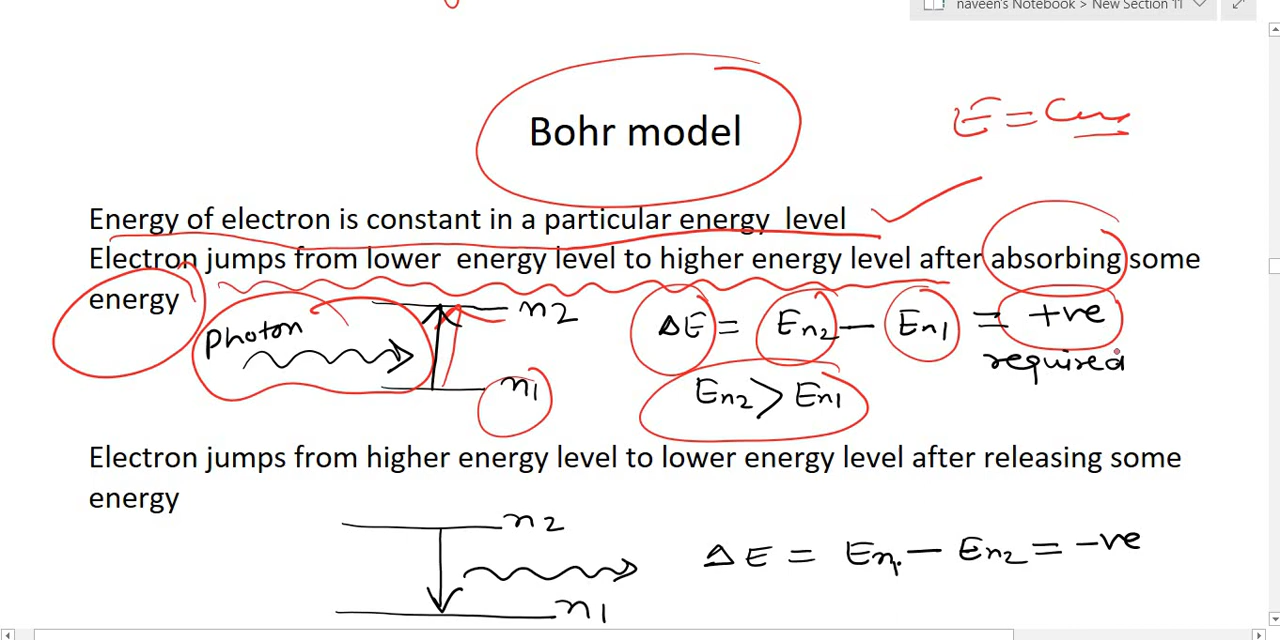 naveen's Notebook > New Section 11
Bohr model
E =
Energy of electron is constant in a particular energy level
Electron jumps from lower energy level to higher energy level after absorbing some
energy
Photon
n2
n1
ΔE = En2 - En1 = +ve
required
En2 > En1
Electron jumps from higher energy level to lower energy level after releasing some
energy
n2
n1
ΔE = En1 - En2 = -ve